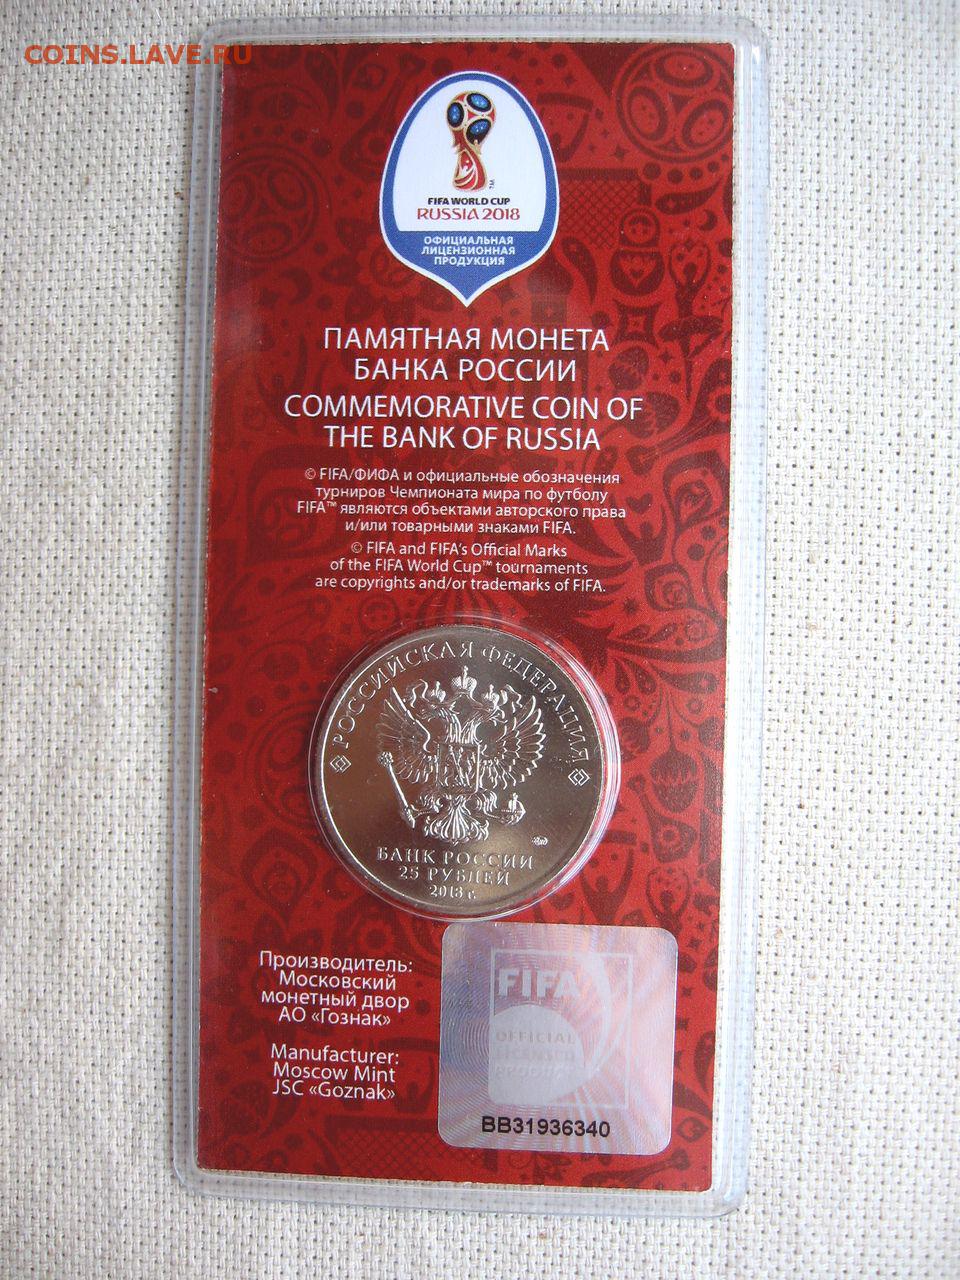 COINS.LAVE.RU
FIFA WORLD CUP
RUSSIA 2018
ОФИЦИАЛЬНАЯ
ЛИЦЕНЗИОННАЯ
ПРОДУКЦИЯ
ПАМЯТНАЯ МОНЕТА
БАНКА РОССИИ
COMMEMORATIVE COIN OF
THE BANK OF RUSSIA
© FIFA/ФИФА и официальные обозначения
турниров Чемпионата мира по футболу
FIFA™ являются объектами авторского права
и/или товарными знаками FIFA.
© FIFA and FIFA's Official Marks
of the FIFA World Cup™ tournaments
are copyrights and/or trademarks of FIFA.
РОССИЙСКАЯ ФЕДЕРАЦИЯ
БАНК РОССИИ
25 РУБЛЕЙ
2018 г.
Производитель:
Московский
монетный двор
АО «Гознак»
Manufacturer:
Moscow Mint
JSC «Goznak»
FIFA
OFFICIAL
LICENSED
PRODUCT
BB31936340